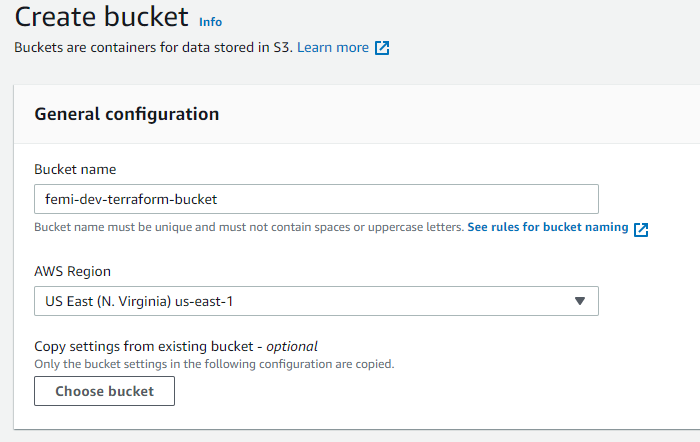 Create bucket Info
Buckets are containers for data stored in S3. Learn more
General configuration
Bucket name
femi-dev-terraform-bucket
Bucket name must be unique and must not contain spaces or uppercase letters. See rules for bucket naming
AWS Region
US East (N. Virginia) us-east-1
Copy settings from existing bucket - optional
Only the bucket settings in the following configuration are copied.
Choose bucket